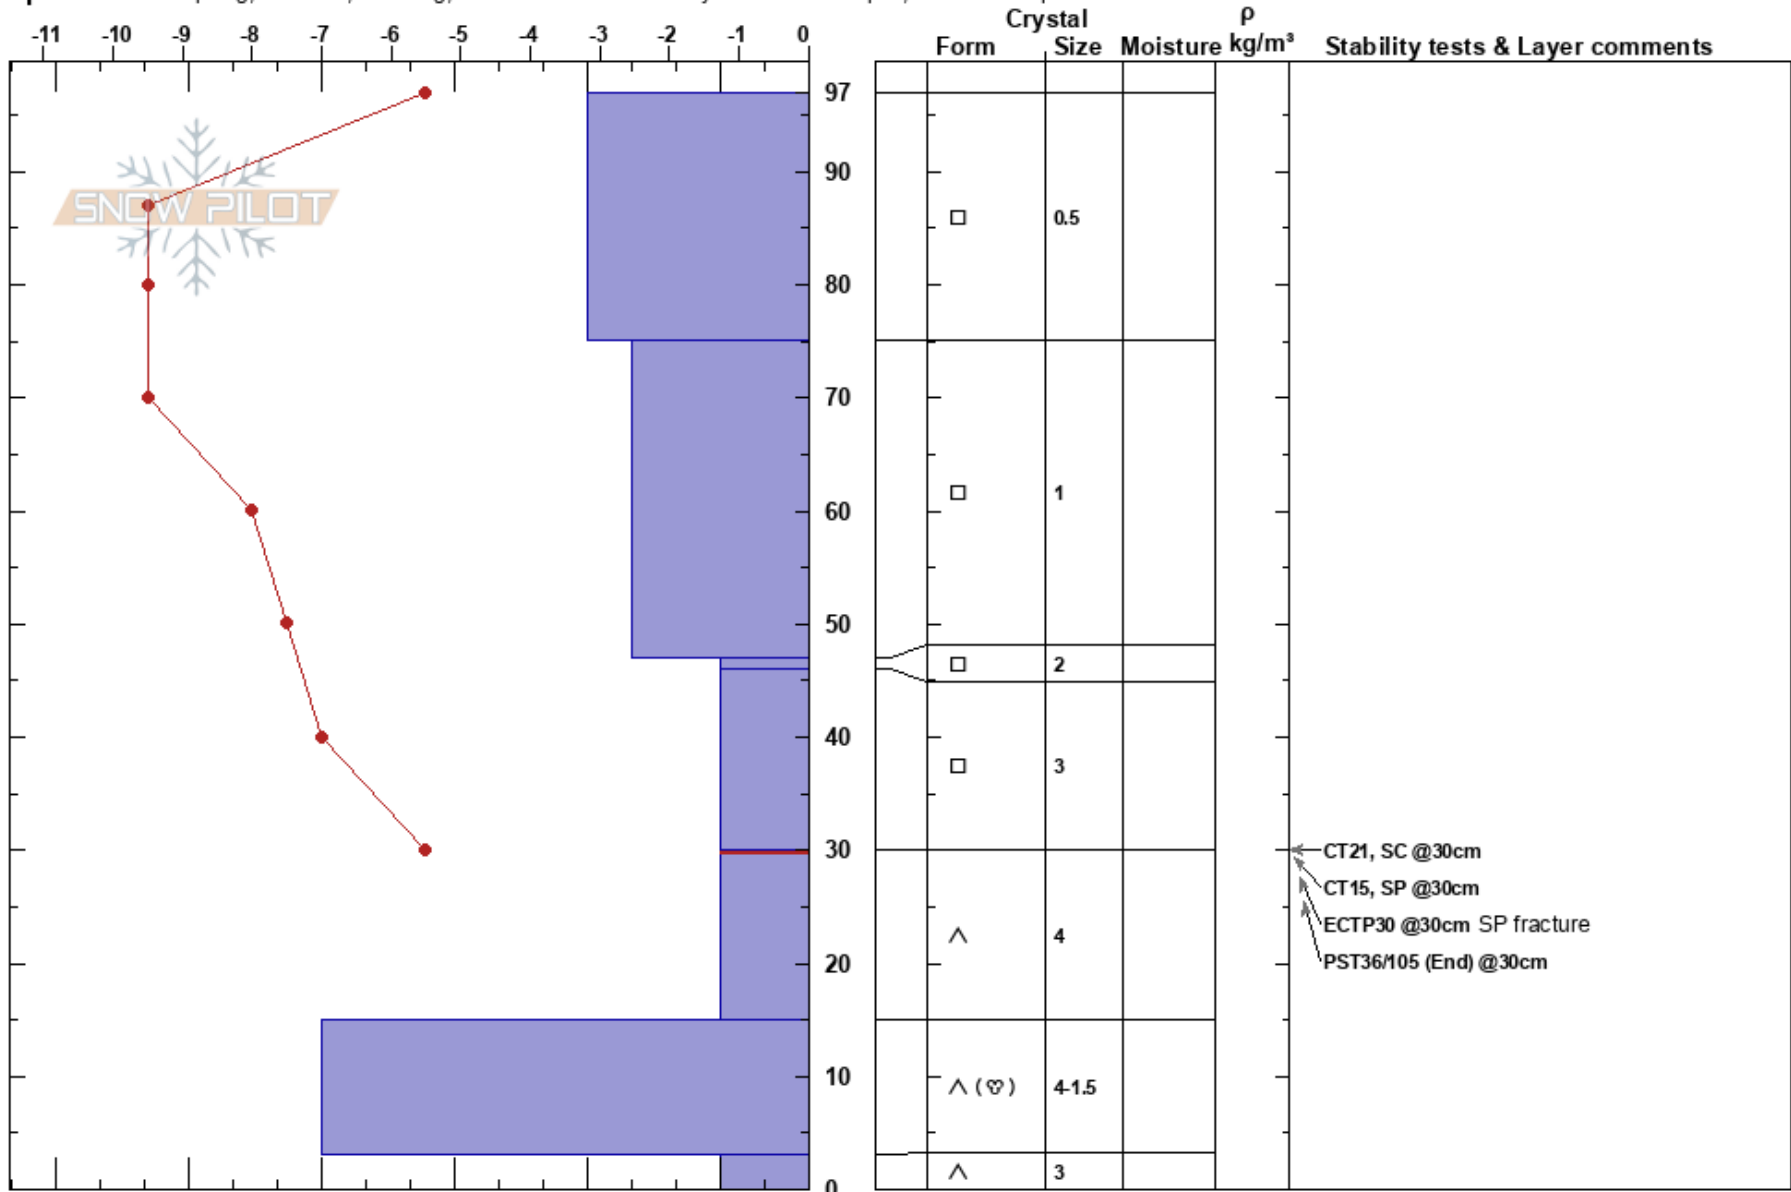 Crystal ρ
-11 -10 -9 -8 -7 -6 -5 -4 -3 -2 -1 0 Form Size Moisture kg/m³ Stability tests & Layer comments
97
90
SNOW PILOT
0.5
80
70
1
60
50
2
40
3
30
CT21, SC @30cm
CT15, SP @30cm
ECTP30 @30cm SP fracture
4
PST36/105 (End) @30cm
20
10
( ) 4-1.5
3
0